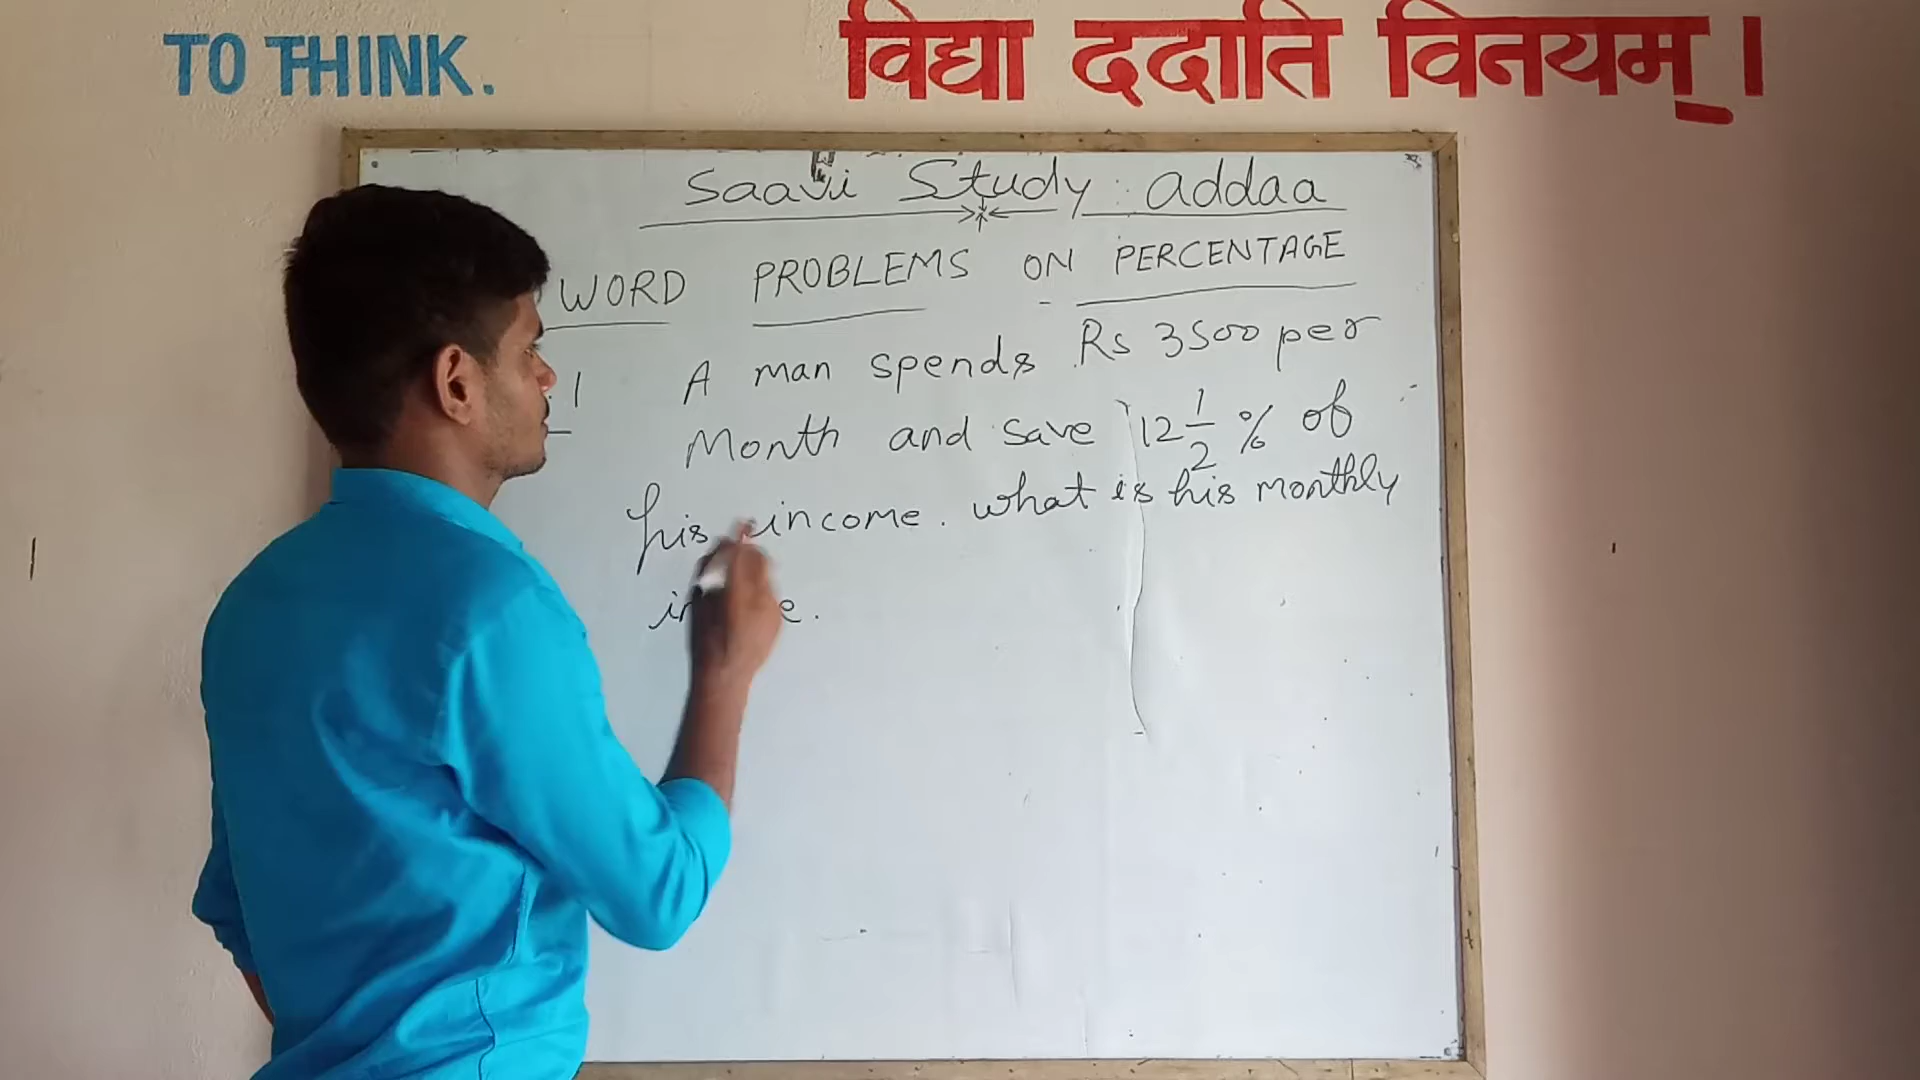 TO THINK.
विद्या ददाति विनयम् ।
Saavi Study addaa
WORD PROBLEMS ON PERCENTAGE
1 A man spends Rs 3500 per
Month and save 12 1/2 % of
his income. what is his monthly